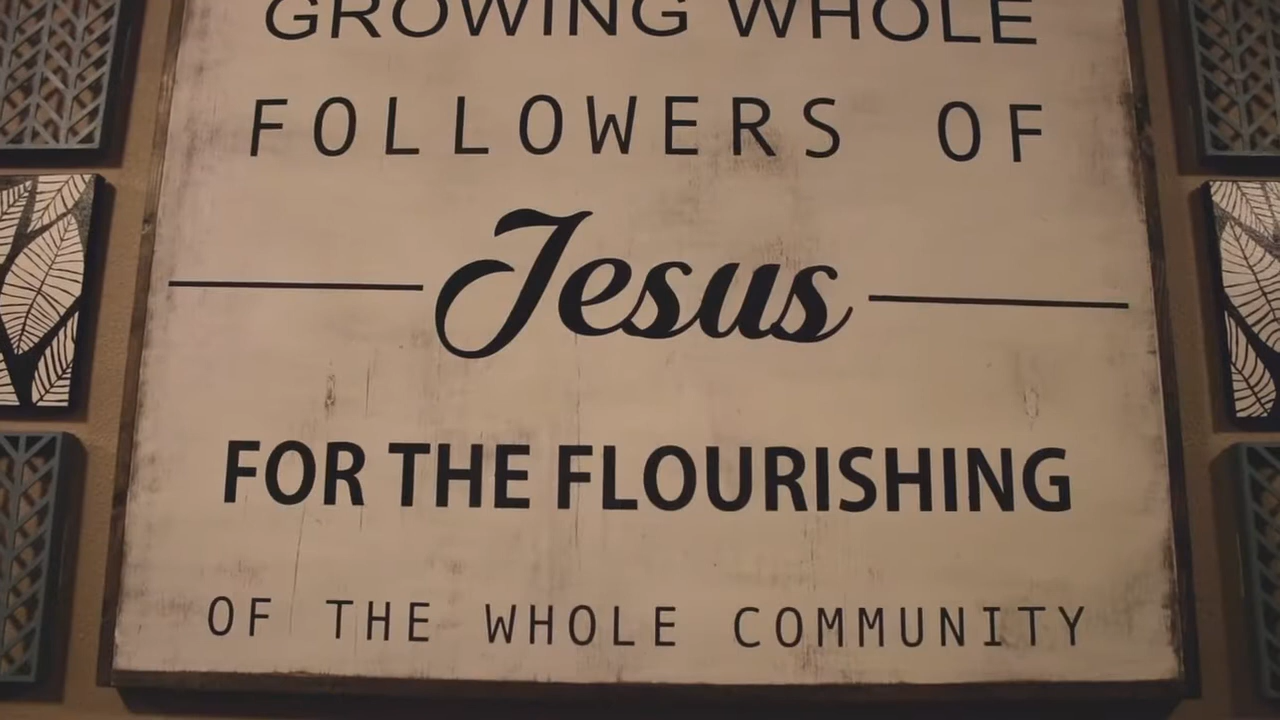 GROWING WHOLE
FOLLOWERS OF
Jesus
FOR THE FLOURISHING
OF THE WHOLE COMMUNITY